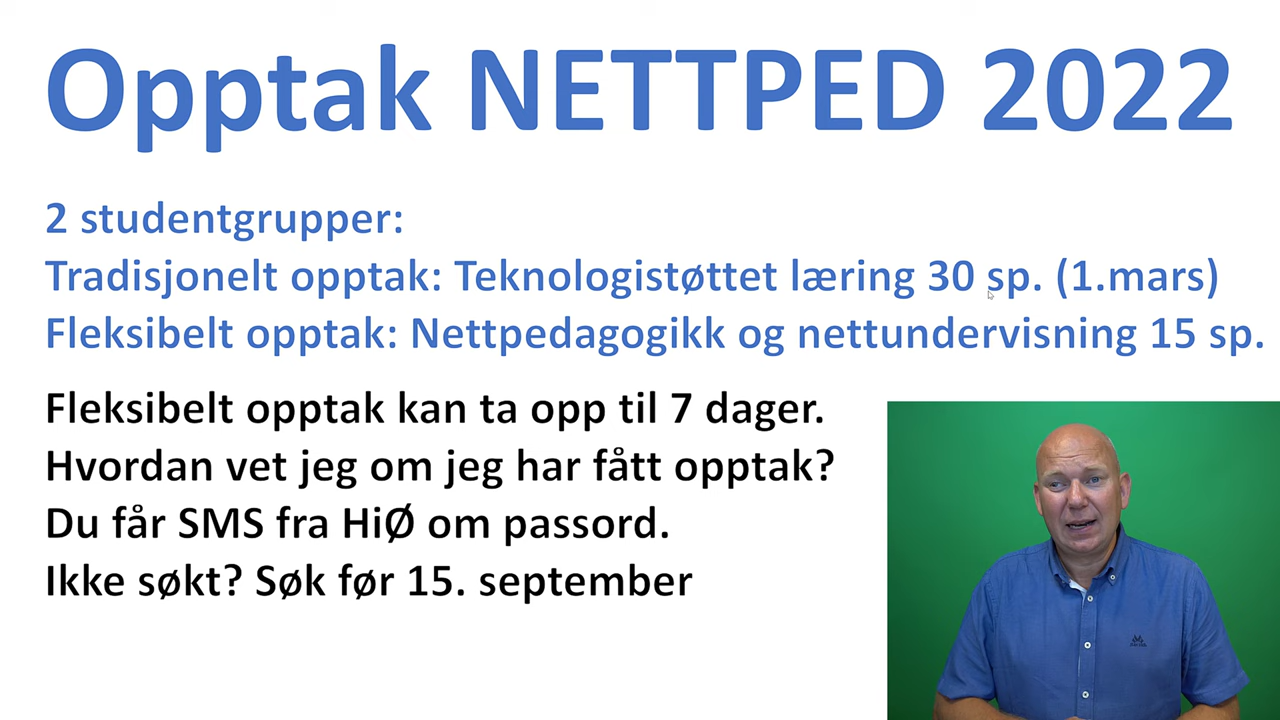 Opptak NETTPED 2022
2 studentgrupper:
Tradisjonelt opptak: Teknologistøttet læring 30 sp. (1.mars)
Fleksibelt opptak: Nettpedagogikk og nettundervisning 15 sp.
Fleksibelt opptak kan ta opp til 7 dager.
Hvordan vet jeg om jeg har fått opptak?
Du får SMS fra HiØ om passord.
Ikke søkt? Søk før 15. september